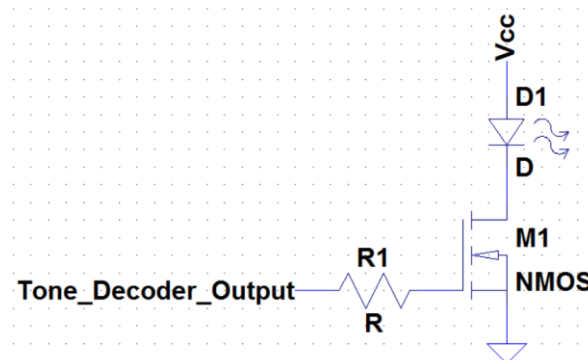 Vcc
D1
D
M1
NMOS
R1
R
Tone_Decoder_Output